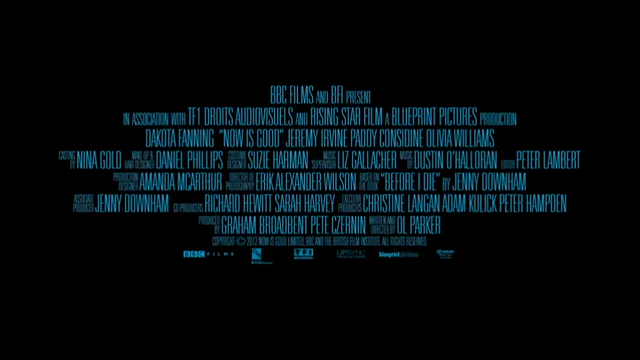 BBC FILMS AND BFI PRESENT
IN ASSOCIATION WITH TF1 DROITS AUDIOVISUELS AND RISING STAR FILM A BLUEPRINT PICTURES PRODUCTION
DAKOTA FANNING "NOW IS GOOD" JEREMY IRVINE PADDY CONSIDINE OLIVIA WILLIAMS
CASTING BY NINA GOLD MAKE-UP & HAIR DESIGNER DANIEL PHILLIPS COSTUME DESIGNER SUZIE HARMAN MUSIC SUPERVISOR LIZ GALLACHER MUSIC BY DUSTIN O'HALLORAN EDITOR PETER LAMBERT
PRODUCTION DESIGNER AMANDA MCARTHUR DIRECTOR OF PHOTOGRAPHY ERIK ALEXANDER WILSON BASED ON THE BOOK "BEFORE I DIE" BY JENNY DOWNHAM
ASSOCIATE PRODUCER JENNY DOWNHAM CO-PRODUCERS RICHARD HEWITT SARAH HARVEY EXECUTIVE PRODUCERS CHRISTINE LANGAN ADAM KULICK PETER HAMPDEN
PRODUCED BY GRAHAM BROADBENT PETE CZERNIN WRITTEN AND DIRECTED BY OL PARKER
COPYRIGHT © 2012 NOW IS GOOD LIMITED, BBC AND THE BRITISH FILM INSTITUTE. ALL RIGHTS RESERVED
BBC FILMS TF1 LIPSYNC blueprint pictures